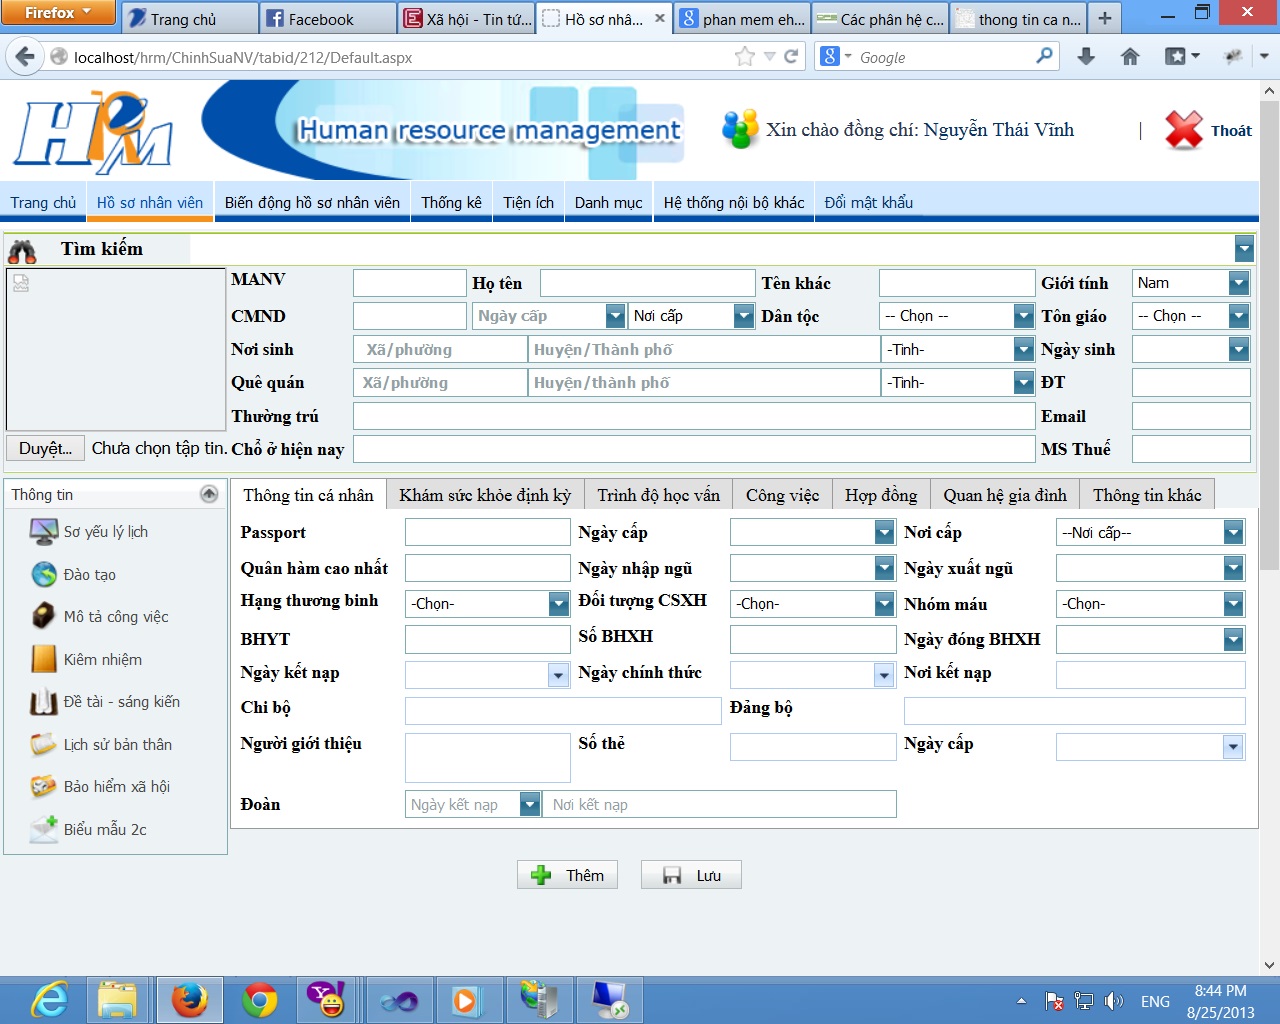 Firefox
Trang chủ
Facebook
Xã hội - Tin tứ...
Hồ sơ nhâ...
phan mem eh...
Các phân hệ c...
thong tin ca n...
localhost/hrm/ChinhSuaNV/tabid/212/Default.aspx
Google
HRM
Human resource management
Xin chào đồng chí: Nguyễn Thái Vĩnh
|
Thoát
Trang chủ
Hồ sơ nhân viên
Biến động hồ sơ nhân viên
Thống kê
Tiện ích
Danh mục
Hệ thống nội bộ khác
Đổi mật khẩu
Tìm kiếm
MANV
Họ tên
Tên khác
Giới tính
Nam
CMND
Ngày cấp
Nơi cấp
Dân tộc
-- Chọn --
Tôn giáo
-- Chọn --
Nơi sinh
Xã/phường
Huyện/Thành phố
-Tỉnh-
Ngày sinh
Quê quán
Xã/phường
Huyện/thành phố
-Tỉnh-
ĐT
Thường trú
Email
Duyệt...
Chưa chọn tập tin.
Chổ ở hiện nay
MS Thuế
Thông tin
Sơ yếu lý lịch
Đào tạo
Mô tả công việc
Kiêm nhiệm
Đề tài - sáng kiến
Lịch sử bản thân
Bảo hiểm xã hội
Biểu mẫu 2c
Thông tin cá nhân
Khám sức khỏe định kỳ
Trình độ học vấn
Công việc
Hợp đồng
Quan hệ gia đình
Thông tin khác
Passport
Ngày cấp
Nơi cấp
--Nơi cấp--
Quân hàm cao nhất
Ngày nhập ngũ
Ngày xuất ngũ
Hạng thương binh
-Chọn-
Đối tượng CSXH
-Chọn-
Nhóm máu
-Chọn-
BHYT
Số BHXH
Ngày đóng BHXH
Ngày kết nạp
Ngày chính thức
Nơi kết nạp
Chi bộ
Đảng bộ
Người giới thiệu
Số thẻ
Ngày cấp
Đoàn
Ngày kết nạp
Nơi kết nạp
Thêm
Lưu
ENG
8:44 PM
8/25/2013